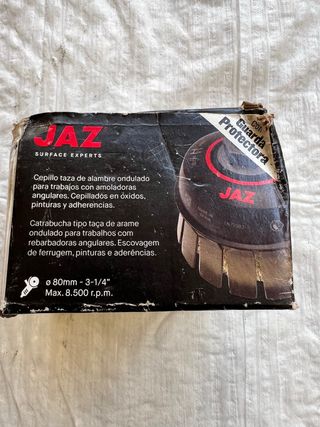 JAZ
SURFACE EXPERTS
Con
Guarda
Protectora
Cepillo taza de alambre ondulado
para trabajos con amoladoras
angulares. Cepillados en óxidos,
pinturas y adherencias.
Catrabucha tipo taça de arame
ondulado para trabalhos com
rebarbadoras angulares. Escovagem
de ferrugem, pinturas e aderências.
ø 80mm - 3-1/4"
Max. 8.500 r.p.m.
JAZ